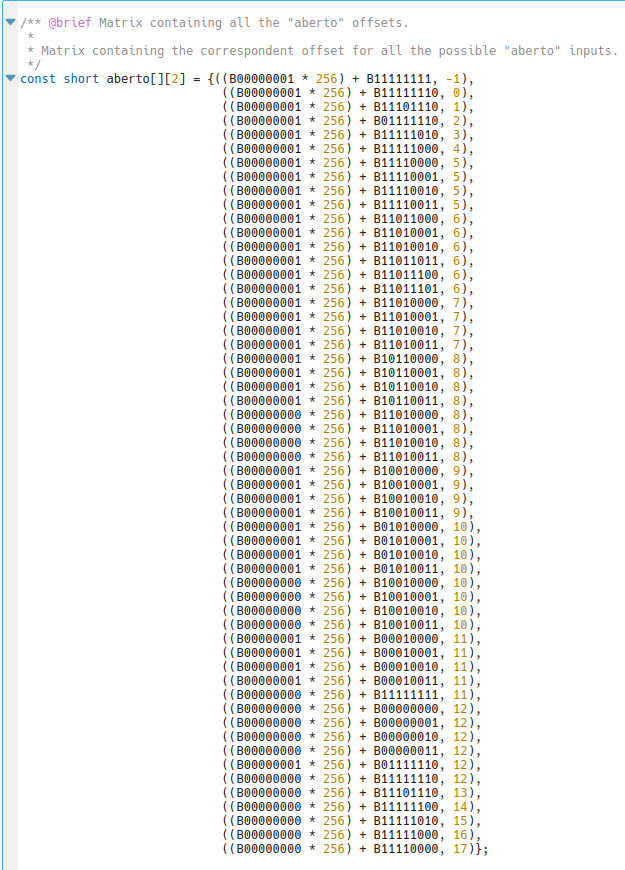 /** @brief Matrix containing all the "aberto" offsets.
 *
 * Matrix containing the correspondent offset for all the possible "aberto" inputs.
 */
const short aberto[][2] = {((B00000001 * 256) + B11111111, -1),
((B00000001 * 256) + B11111110, 0),
((B00000001 * 256) + B11101110, 1),
((B00000001 * 256) + B01111110, 2),
((B00000001 * 256) + B11111010, 3),
((B00000001 * 256) + B11111000, 4),
((B00000001 * 256) + B11110000, 5),
((B00000001 * 256) + B11110001, 5),
((B00000001 * 256) + B11110010, 5),
((B00000001 * 256) + B11110011, 5),
((B00000001 * 256) + B11011000, 6),
((B00000001 * 256) + B11010001, 6),
((B00000001 * 256) + B11010010, 6),
((B00000001 * 256) + B11011011, 6),
((B00000001 * 256) + B11011100, 6),
((B00000001 * 256) + B11011101, 6),
((B00000001 * 256) + B11010000, 7),
((B00000001 * 256) + B11010001, 7),
((B00000001 * 256) + B11010010, 7),
((B00000001 * 256) + B11010011, 7),
((B00000001 * 256) + B10110000, 8),
((B00000001 * 256) + B10110001, 8),
((B00000001 * 256) + B10110010, 8),
((B00000001 * 256) + B10110011, 8),
((B00000000 * 256) + B11010000, 8),
((B00000000 * 256) + B11010001, 8),
((B00000000 * 256) + B11010010, 8),
((B00000000 * 256) + B11010011, 8),
((B00000001 * 256) + B10010000, 9),
((B00000001 * 256) + B10010001, 9),
((B00000001 * 256) + B10010010, 9),
((B00000001 * 256) + B10010011, 9),
((B00000001 * 256) + B01010000, 10),
((B00000001 * 256) + B01010001, 10),
((B00000001 * 256) + B01010010, 10),
((B00000001 * 256) + B01010011, 10),
((B00000000 * 256) + B10010000, 10),
((B00000000 * 256) + B10010001, 10),
((B00000000 * 256) + B10010010, 10),
((B00000000 * 256) + B10010011, 10),
((B00000001 * 256) + B00010000, 11),
((B00000001 * 256) + B00010001, 11),
((B00000001 * 256) + B00010010, 11),
((B00000001 * 256) + B00010011, 11),
((B00000000 * 256) + B11111111, 11),
((B00000000 * 256) + B00000000, 12),
((B00000000 * 256) + B00000001, 12),
((B00000000 * 256) + B00000010, 12),
((B00000000 * 256) + B00000011, 12),
((B00000001 * 256) + B01111110, 12),
((B00000000 * 256) + B11111110, 12),
((B00000000 * 256) + B11101110, 13),
((B00000000 * 256) + B11111100, 14),
((B00000000 * 256) + B11111010, 15),
((B00000000 * 256) + B11111000, 16),
((B00000000 * 256) + B11110000, 17)};